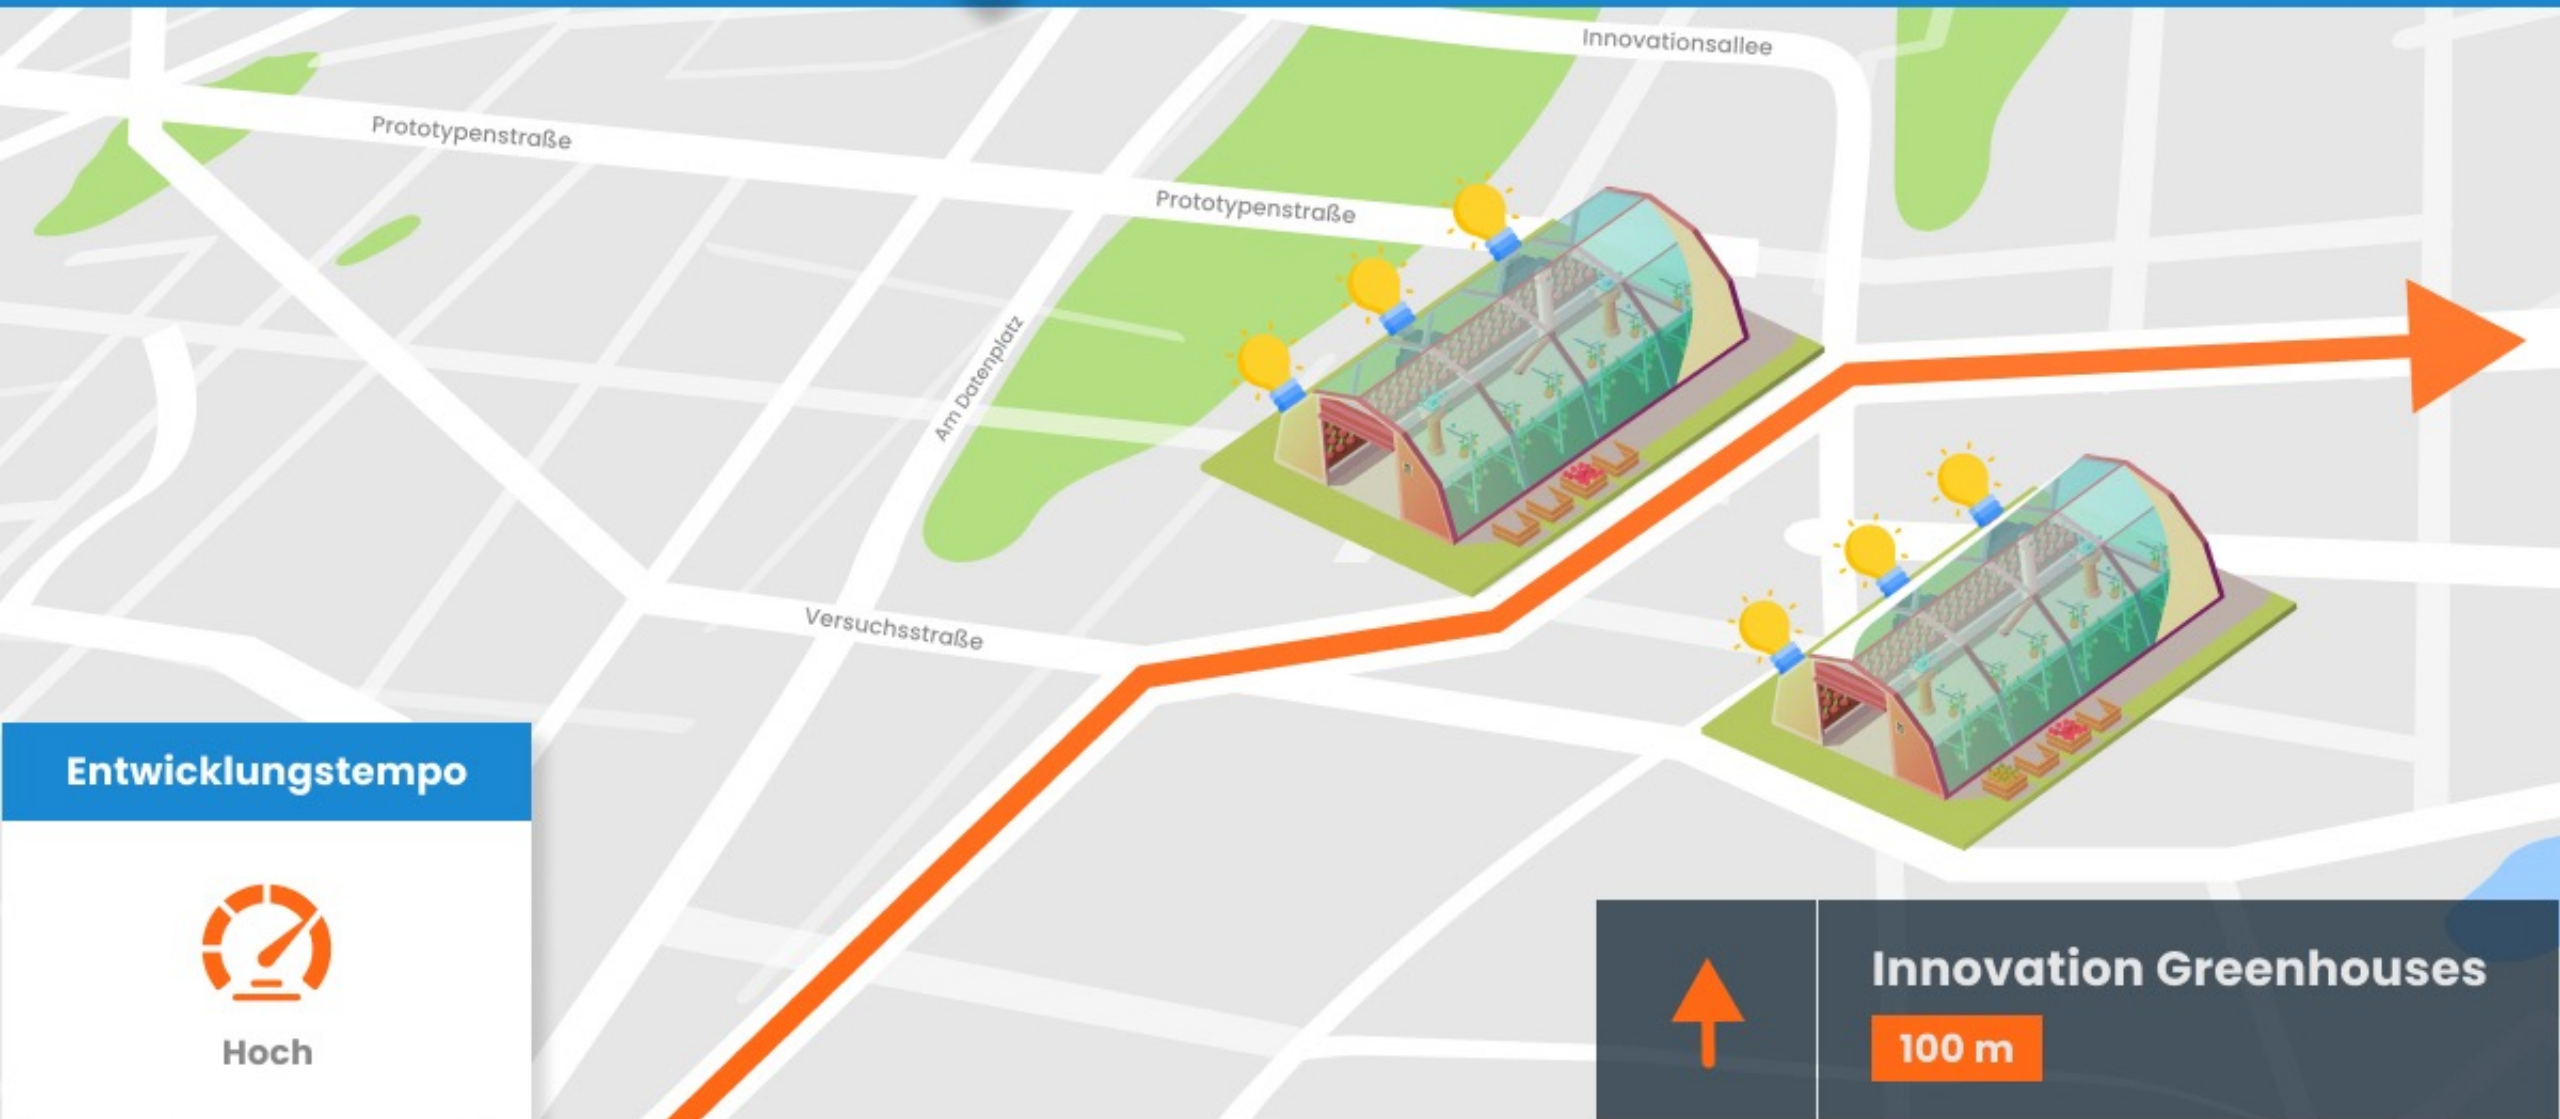 Innovationsallee
Prototypenstraße
Prototypenstraße
Am Datenplatz
Versuchsstraße
Entwicklungstempo
Hoch
Innovation Greenhouses
100 m